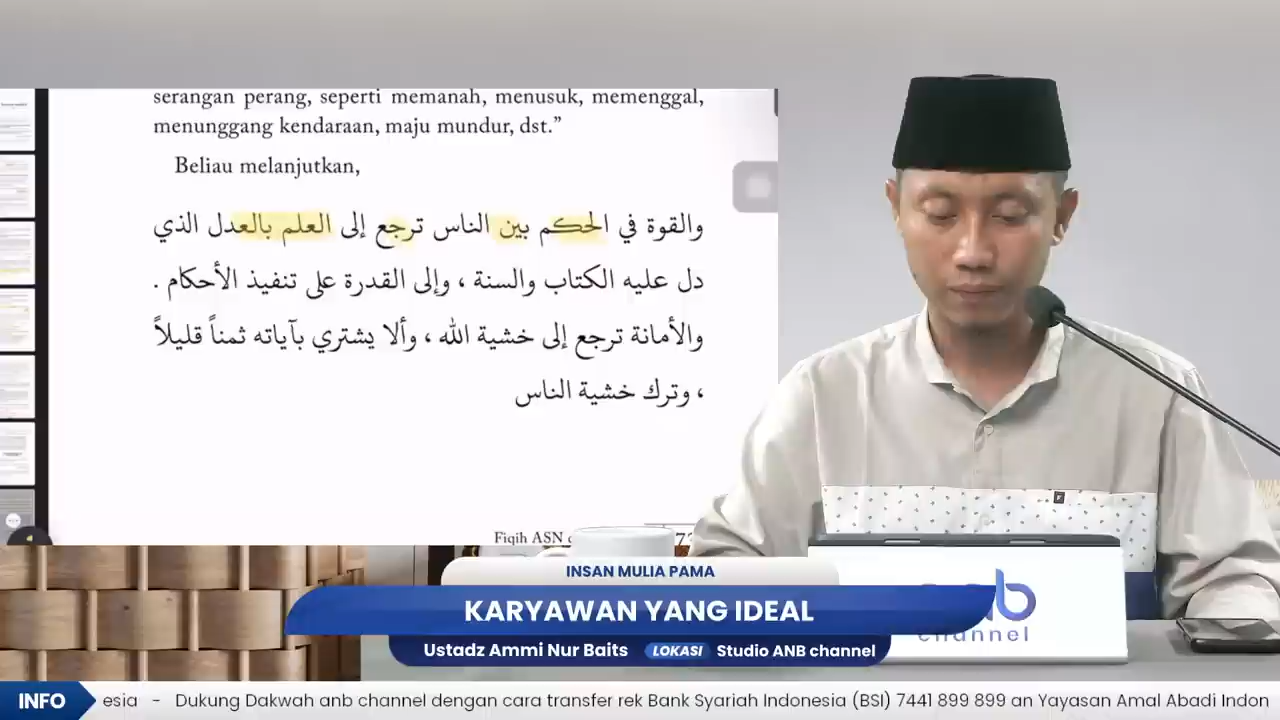 serangan perang, seperti memanah, menusuk, memenggal,
menunggang kendaraan, maju mundur, dst.”
Beliau melanjutkan,
والقوة في الحكم بين الناس ترجع إلى العلم بالعدل الذي
دل عليه الكتاب والسنة ، وإلى القدرة على تنفيذ الأحكام .
والأمانة ترجع إلى خشية الله ، وألا يشتري بآياته ثمناً قليلاً
، وترك خشية الناس
Fiqih ASN
INSAN MULIA PAMA
KARYAWAN YANG IDEAL
Ustadz Ammi Nur Baits LOKASI Studio ANB channel
channel
INFO esia - Dukung Dakwah anb channel dengan cara transfer rek Bank Syariah Indonesia (BSI) 7441 899 899 an Yayasan Amal Abadi Indon